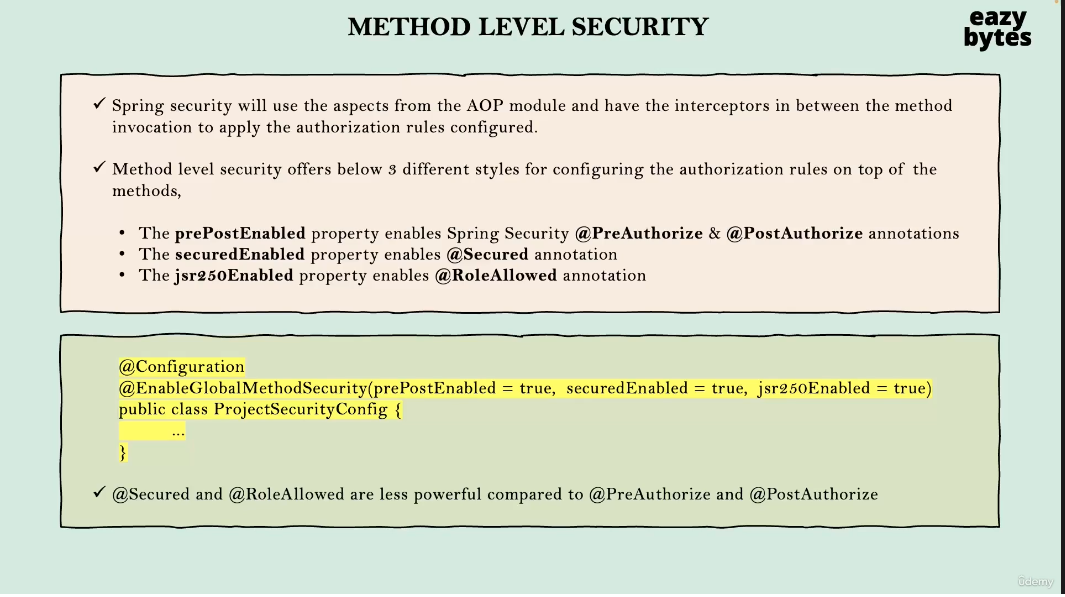 METHOD LEVEL SECURITY
eazy
bytes
✓ Spring security will use the aspects from the AOP module and have the interceptors in between the method
invocation to apply the authorization rules configured.
✓ Method level security offers below 3 different styles for configuring the authorization rules on top of the
methods,
• The prePostEnabled property enables Spring Security @PreAuthorize & @PostAuthorize annotations
• The securedEnabled property enables @Secured annotation
• The jsr250Enabled property enables @RoleAllowed annotation
@Configuration
@EnableGlobalMethodSecurity(prePostEnabled = true, securedEnabled = true, jsr250Enabled = true)
public class ProjectSecurityConfig {
...
}
✓ @Secured and @RoleAllowed are less powerful compared to @PreAuthorize and @PostAuthorize
ûdemy